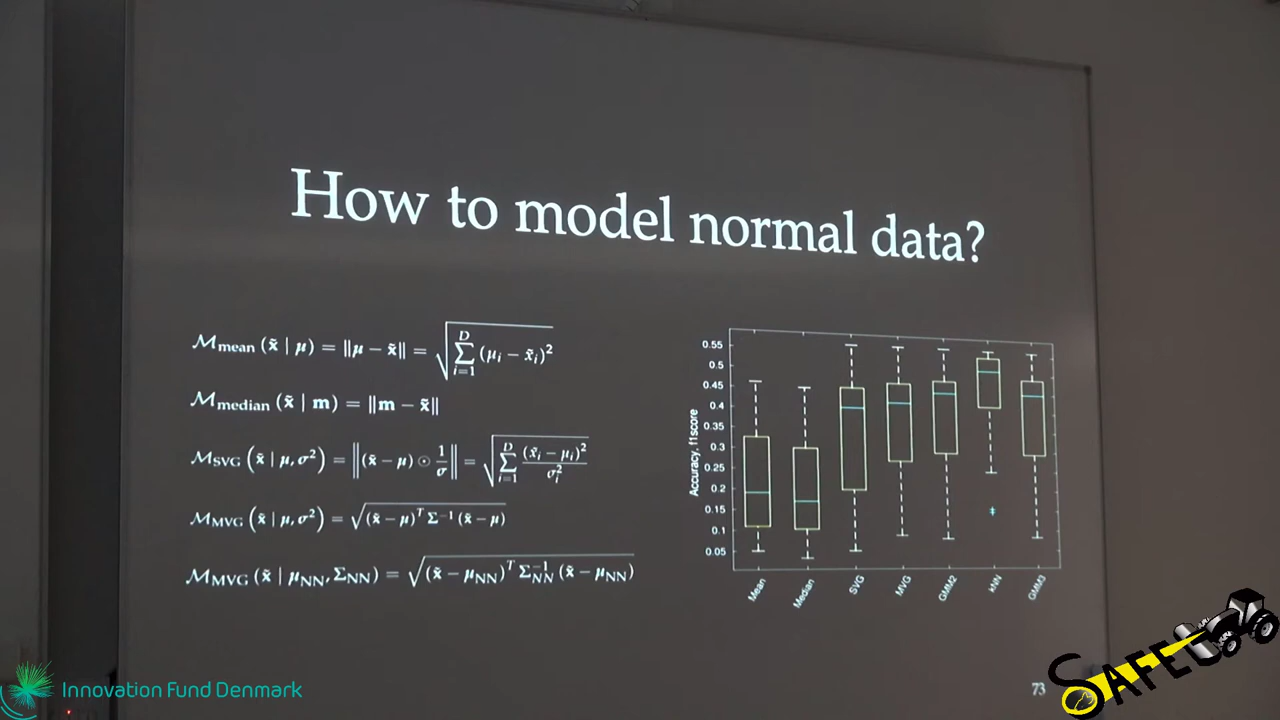 How to model normal data?
𝓜mean (x̃ | μ) = ‖μ − x̃‖ = √(∑_{i=1}^{D} (μᵢ − x̃ᵢ)²)
𝓜median (x̃ | m) = ‖m − x̃‖
𝓜SVG (x̃ | μ, σ²) = ‖(x̃ − μ) ⊙ 1/σ‖ = √(∑_{i=1}^{D} (x̃ᵢ − μᵢ)²/σᵢ²)
𝓜MVG (x̃ | μ, σ²) = √((x̃ − μ)ᵀ Σ⁻¹ (x̃ − μ))
𝓜MVG (x̃ | μNN, ΣNN) = √((x̃ − μNN)ᵀ ΣNN⁻¹ (x̃ − μNN))
Accuracy, f1score
0.55
0.5
0.45
0.4
0.35
0.3
0.25
0.2
0.15
0.1
0.05
Mean Median SVG MVG GMM2 kNN GMM3
73
Innovation Fund Denmark
SAFE